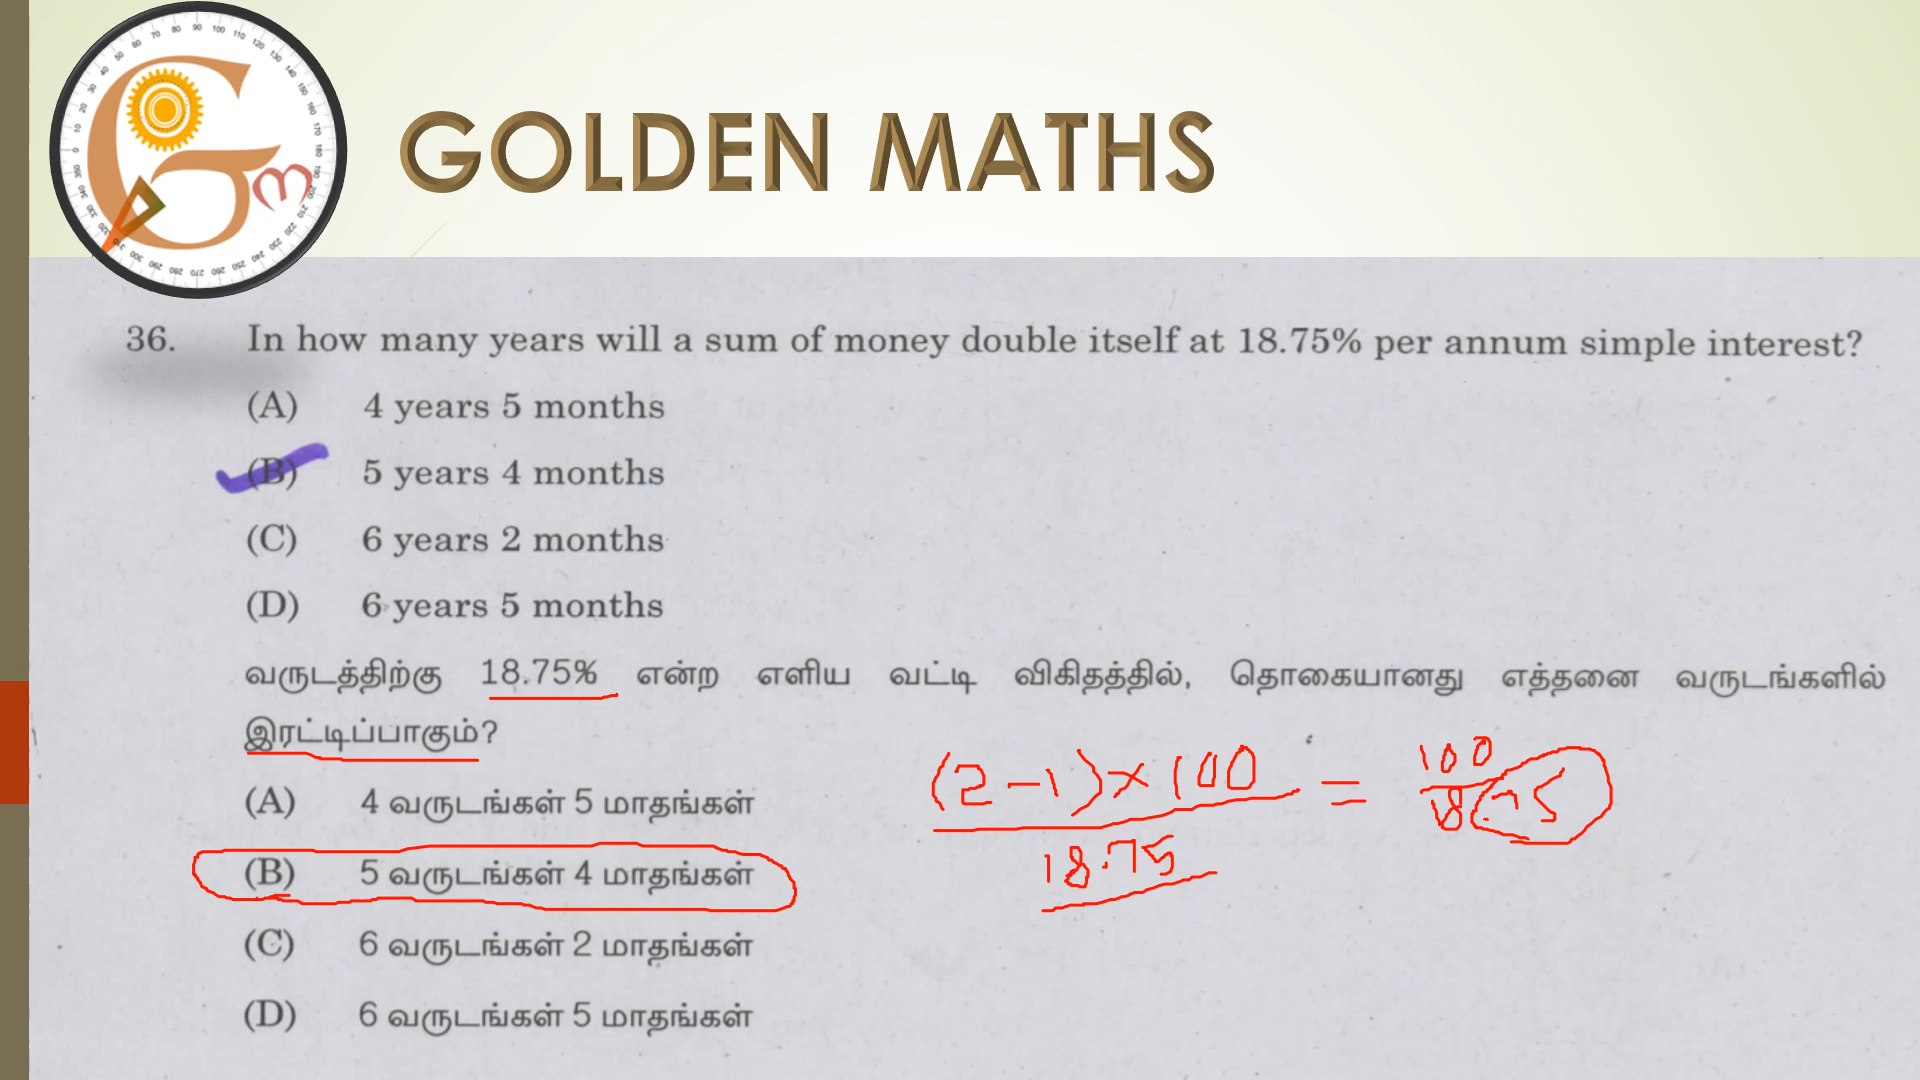 GOLDEN MATHS
36. In how many years will a sum of money double itself at 18.75% per annum simple interest?
(A) 4 years 5 months
(B) 5 years 4 months
(C) 6 years 2 months
(D) 6 years 5 months
வருடத்திற்கு 18.75% என்ற எளிய வட்டி விகிதத்தில், தொகையானது எத்தனை வருடங்களில்
இரட்டிப்பாகும்?
(A) 4 வருடங்கள் 5 மாதங்கள்
(B) 5 வருடங்கள் 4 மாதங்கள்
(C) 6 வருடங்கள் 2 மாதங்கள்
(D) 6 வருடங்கள் 5 மாதங்கள்
(2-1)×100 = 100
18.75 18.75